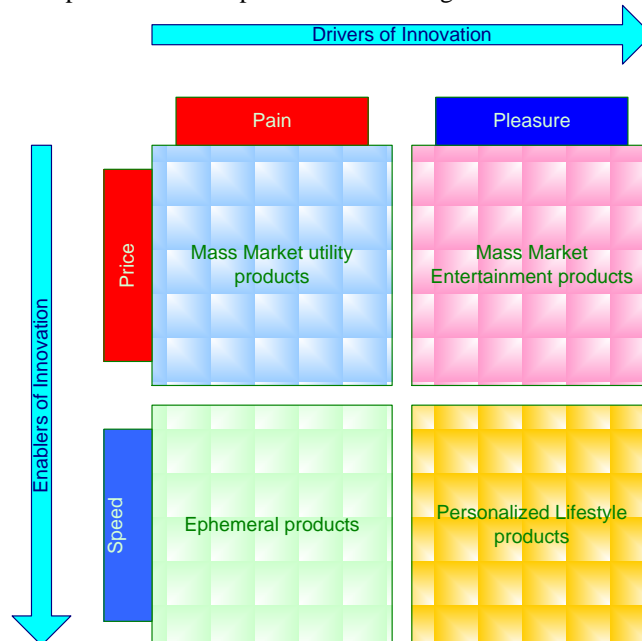 Drivers of Innovation
Pain
Pleasure
Enablers of Innovation
Price
Mass Market utility
products
Mass Market
Entertainment products
Speed
Ephemeral products
Personalized Lifestyle
products